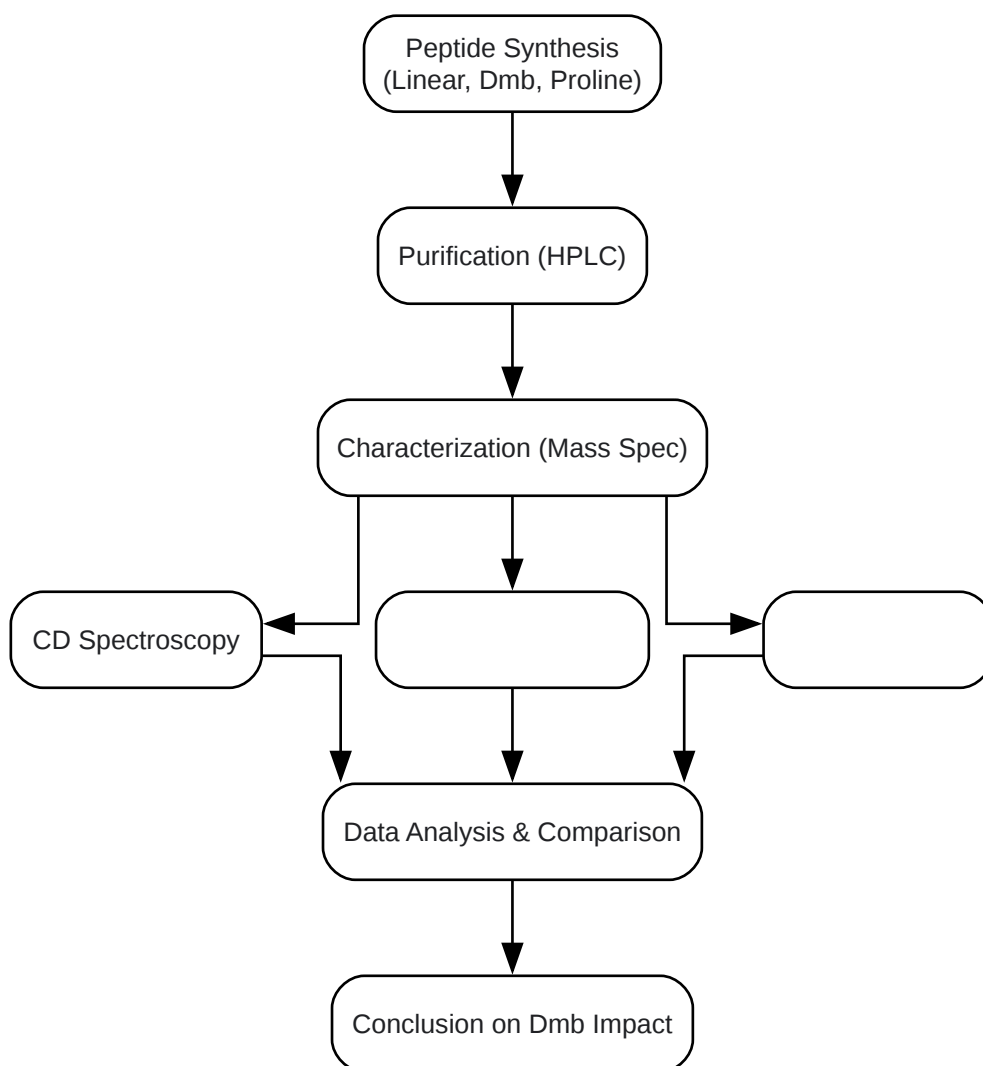 Peptide Synthesis
(Linear, Dmb, Proline)
Purification (HPLC)
Characterization (Mass Spec)
CD Spectroscopy
Data Analysis & Comparison
Conclusion on Dmb Impact